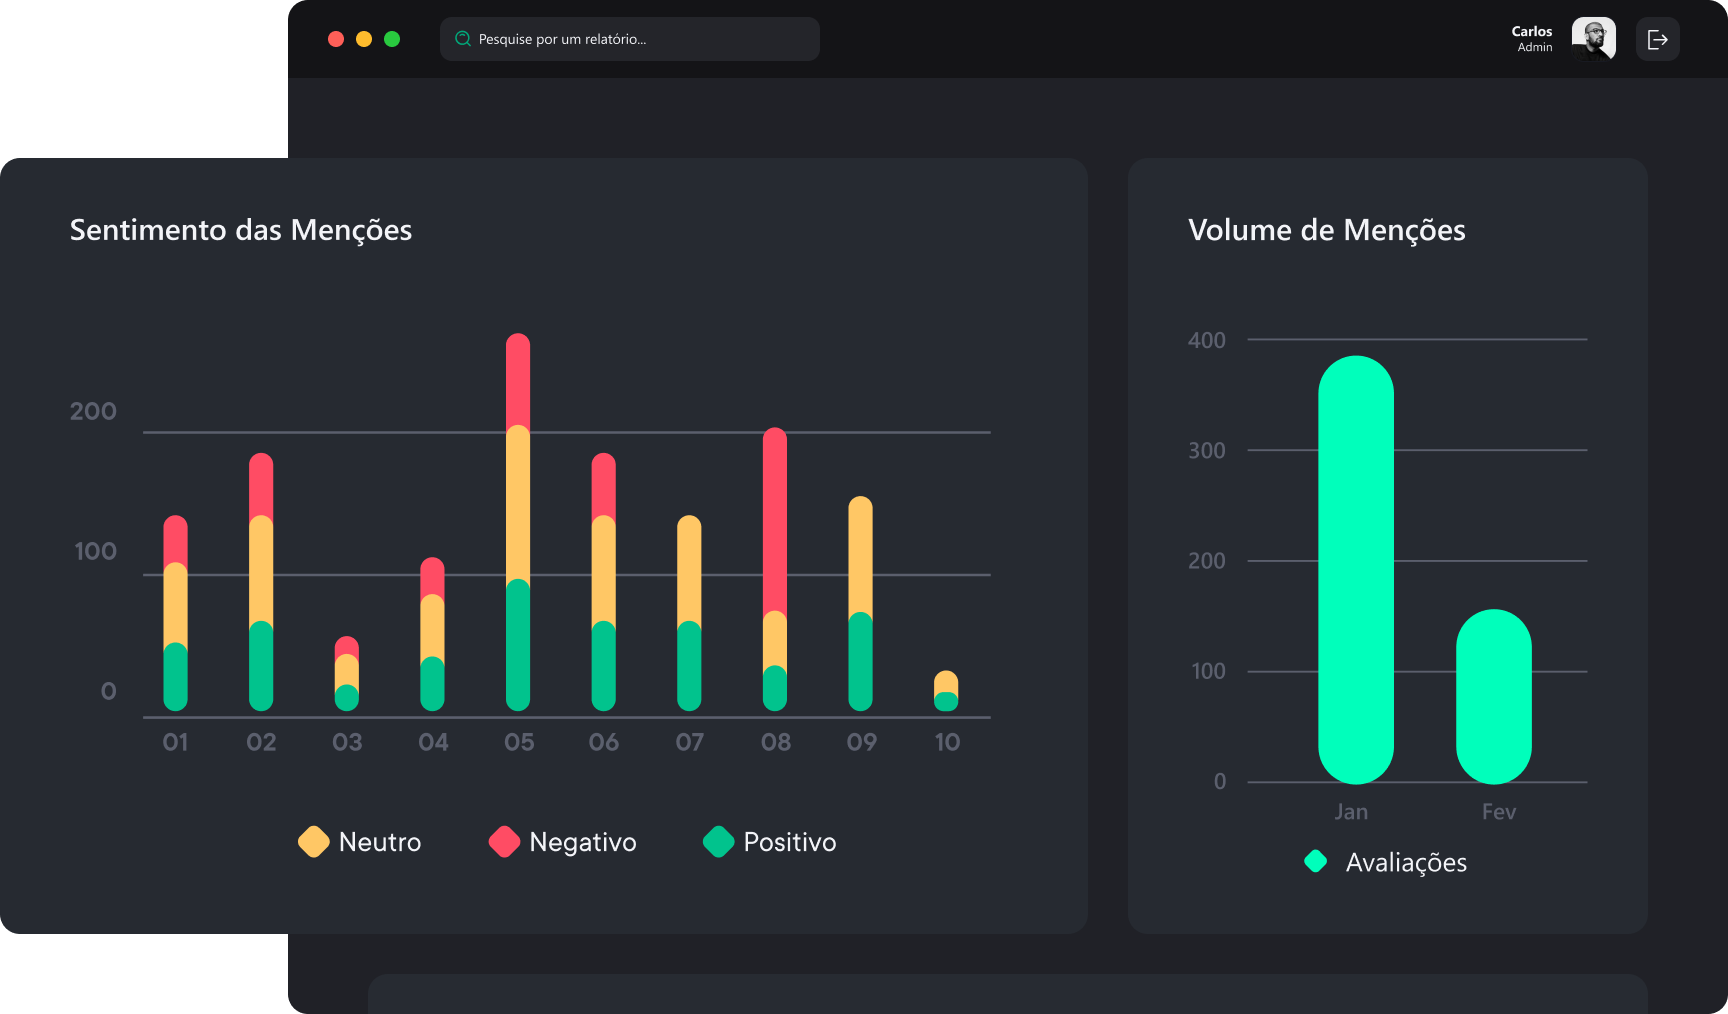 Pesquise por um relatório...
Carlos
Admin
Sentimento das Menções
200
100
0
01 02 03 04 05 06 07 08 09 10
Neutro Negativo Positivo
Volume de Menções
400
300
200
100
0
Jan Fev
Avaliações